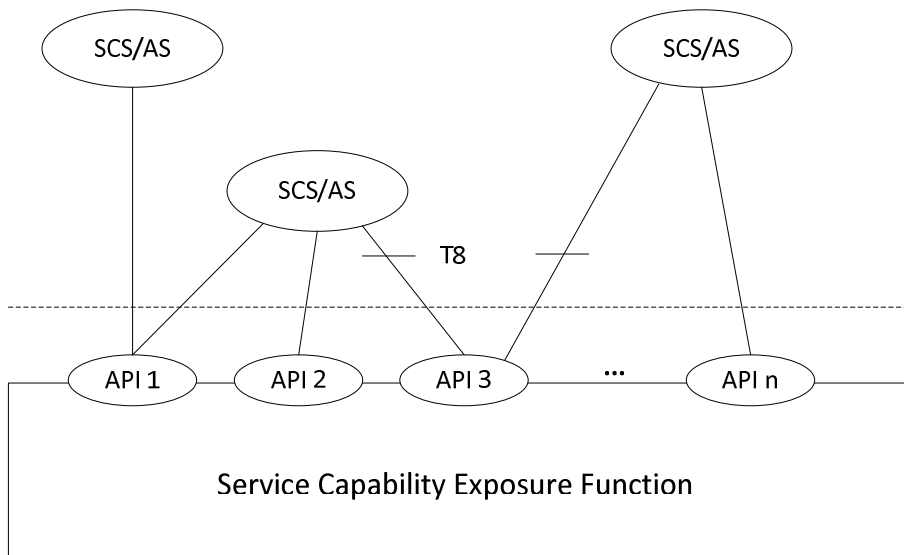 SCS/AS
SCS/AS
SCS/AS
T8
API 1
API 2
API 3
...
API n
Service Capability Exposure Function